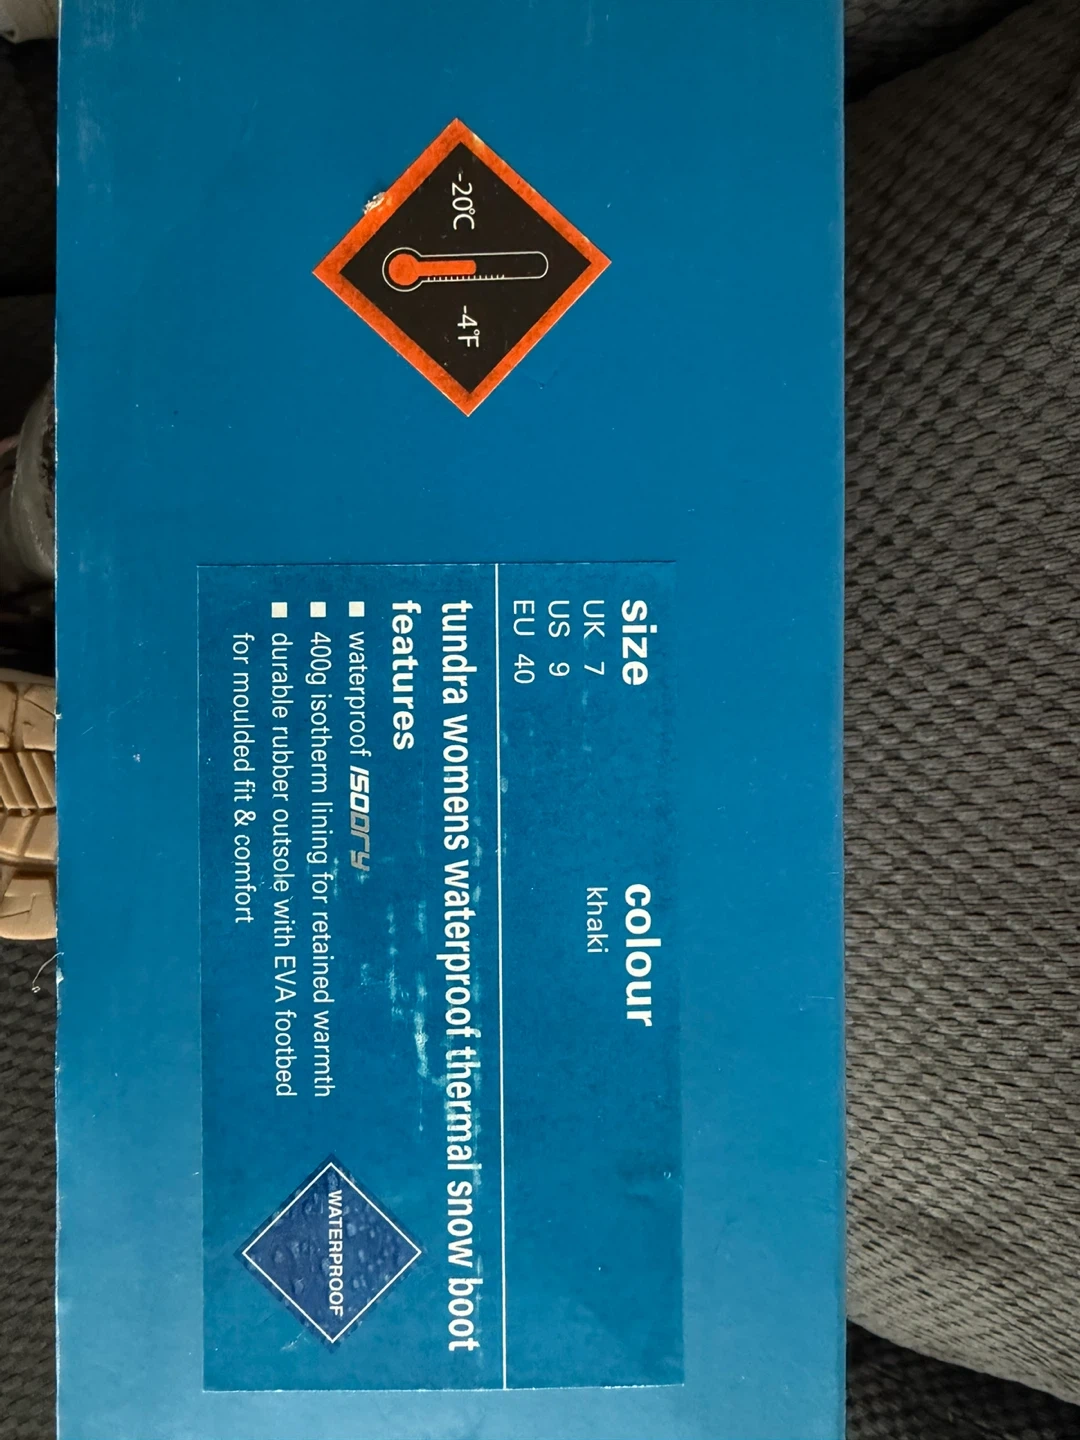 -20°C
-4°F
size
UK 7
US 9
EU 40
colour
khaki
tundra womens waterproof thermal snow boot
features
■ waterproof ISODRY
■ 400g isotherm lining for retained warmth
■ durable rubber outsole with EVA footbed
for moulded fit & comfort
WATERPROOF